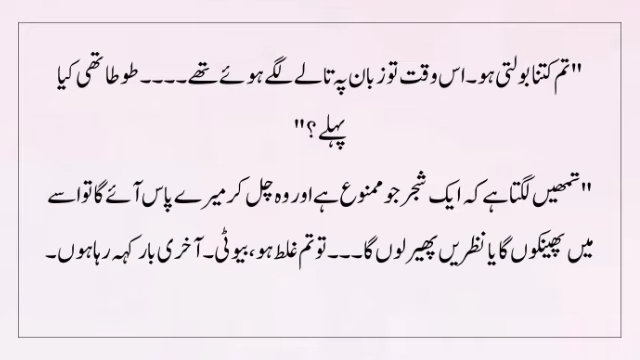 "تم کتنا بولتی ہو۔ اس وقت تو زبان پہ تالے لگے ہوئے تھے۔۔۔۔ طوطا تھی کیا
پہلے؟"
"تمھیں لگتا ہے کہ ایک شجر جو ممنوع ہے اور وہ چل کر میرے پاس آئے گا تو اسے
میں پھینکوں گا یا نظریں پھیر لوں گا۔۔۔ تو تم غلط ہو، بیوٹی۔ آخری بار کہہ رہا ہوں۔